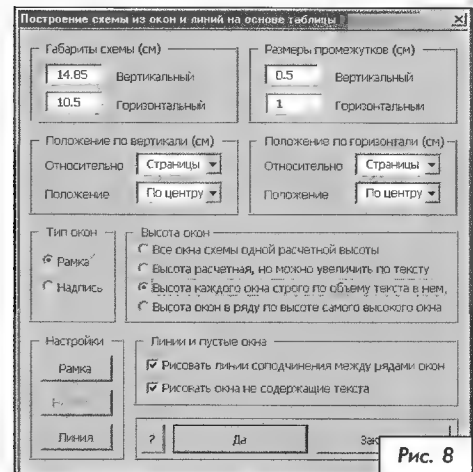 Построение схемы из окон и линий на основе таблицы
Габариты схемы (см)
14.85 Вертикальный
10.5 Горизонтальный
Размеры промежутков (см)
0.5 Вертикальный
1 Горизонтальный
Положение по вертикали (см)
Относительно Страницы
Положение По центру
Положение по горизонтали (см)
Относительно Страницы
Положение По центру
Тип окон
Рамка
Надпись
Высота окон
Все окна схемы одной расчетной высоты
Высота расчетная, но можно увеличить по тексту
Высота каждого окна строго по объему текста в нем,
Высота окон в ряду по высоте самого высокого окна
Настройки
Рамка
Линия
Линии и пустые окна
Рисовать линии соподчинения между рядами окон
Рисовать окна не содержащие текста
?
Да
Рис. 8